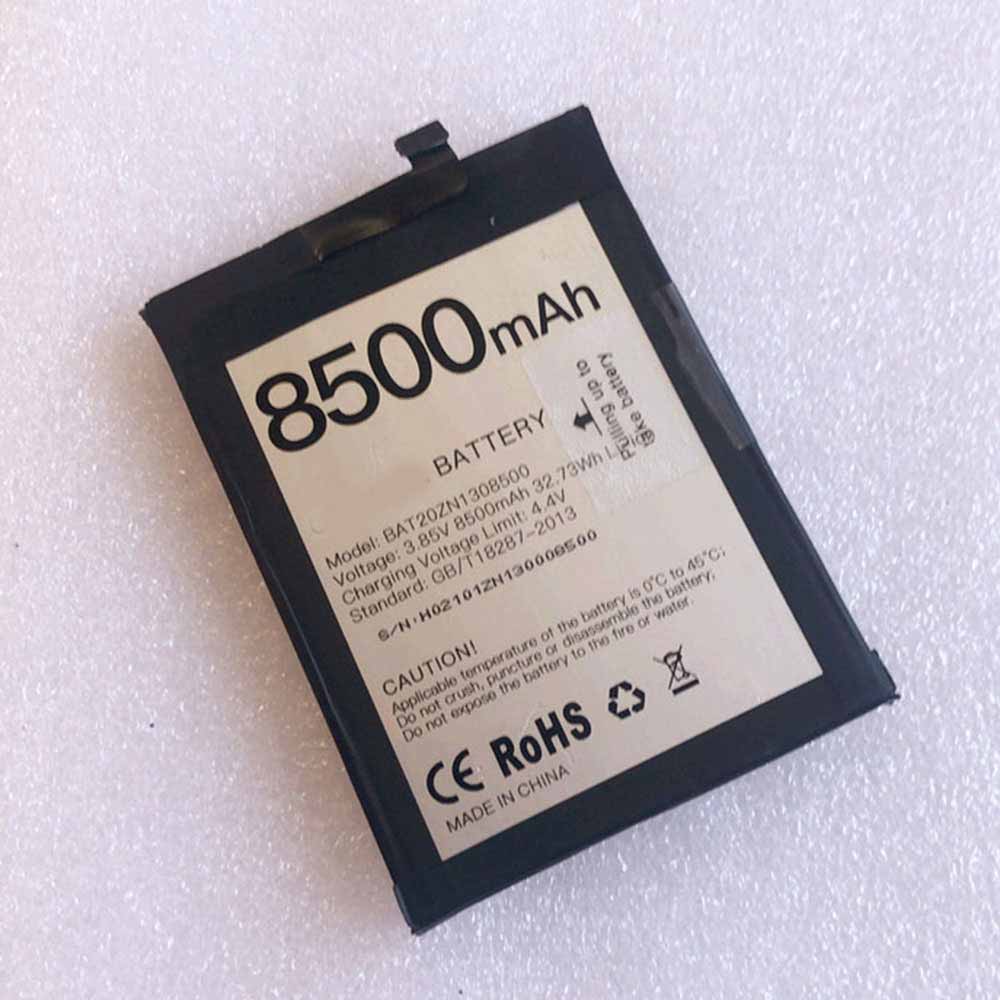 8500mAh
BATTERY
Pulling up to
take battery
Model: BAT20ZN1308500
Voltage: 3.85V 8500mAh 32.73Wh
Charging Voltage Limit: 4.4V
Standard: GB/T18287-2013
S/N·H02101ZN130008500
CAUTION!
Applicable temperature of the battery is 0°C to 45°C;
Do not crush, puncture or disassemble the battery,
Do not expose the battery to the fire or water.
CE RoHS
MADE IN CHINA